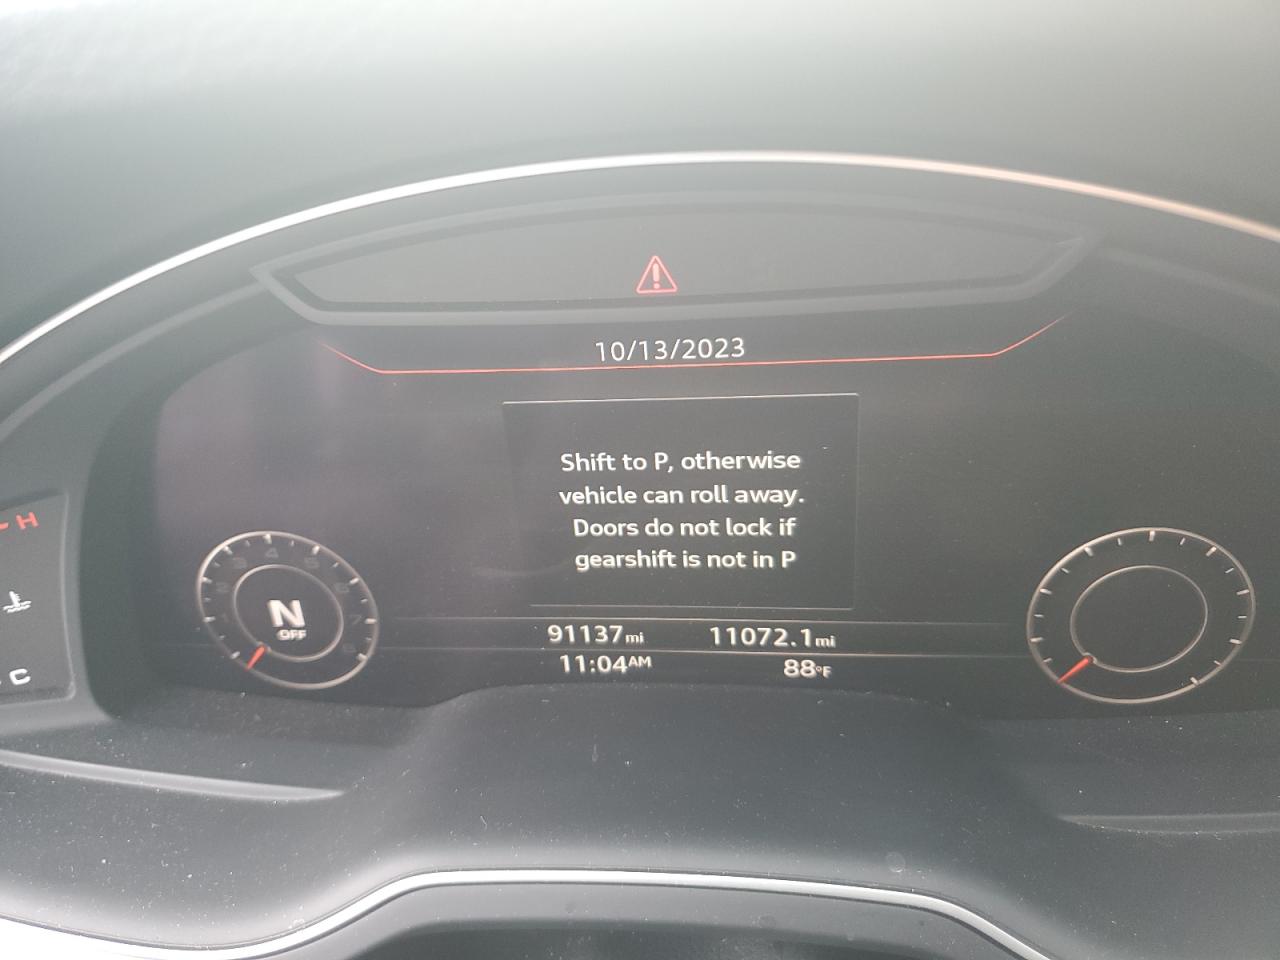 10/13/2023
Shift to P, otherwise
vehicle can roll away.
Doors do not lock if
gearshift is not in P
H
C
N
OFF
91137mi 11072.1mi
11:04AM 88°F